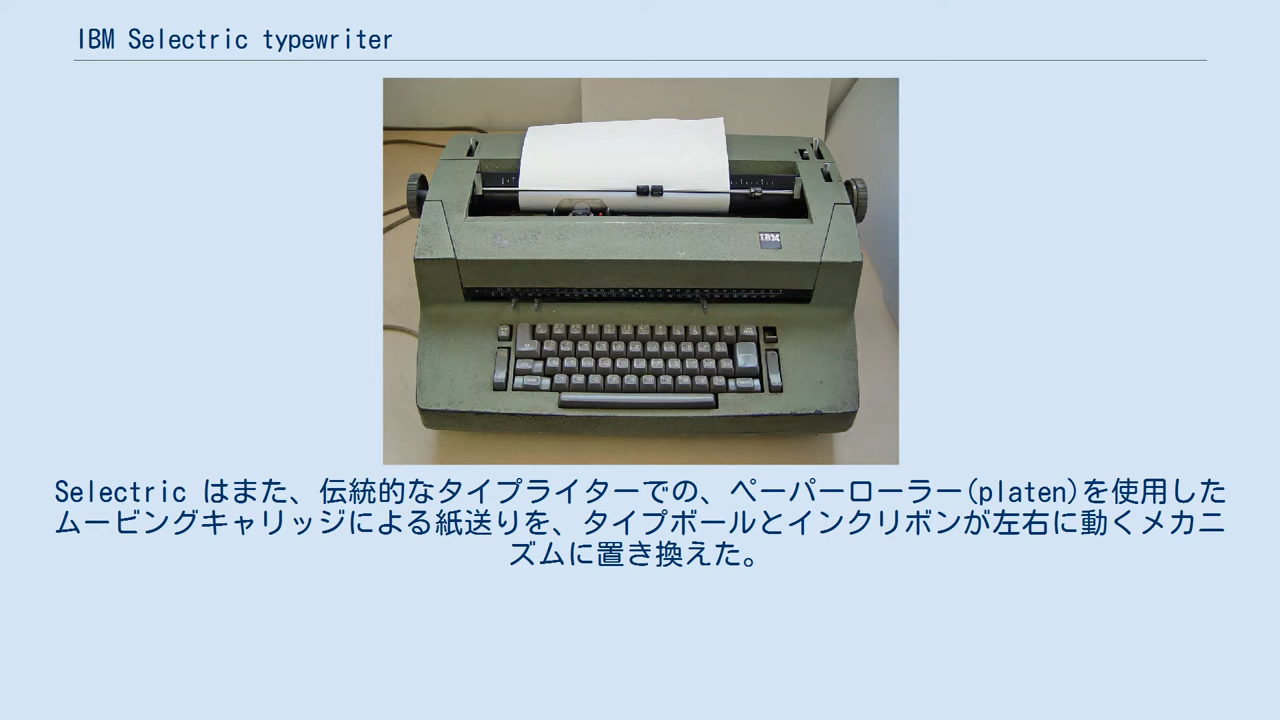 IBM Selectric typewriter
IBM
Selectric はまた、伝統的なタイプライターでの、ペーパーローラー(platen)を使用した
ムービングキャリッジによる紙送りを、タイプボールとインクリボンが左右に動くメカニ
ズムに置き換えた。